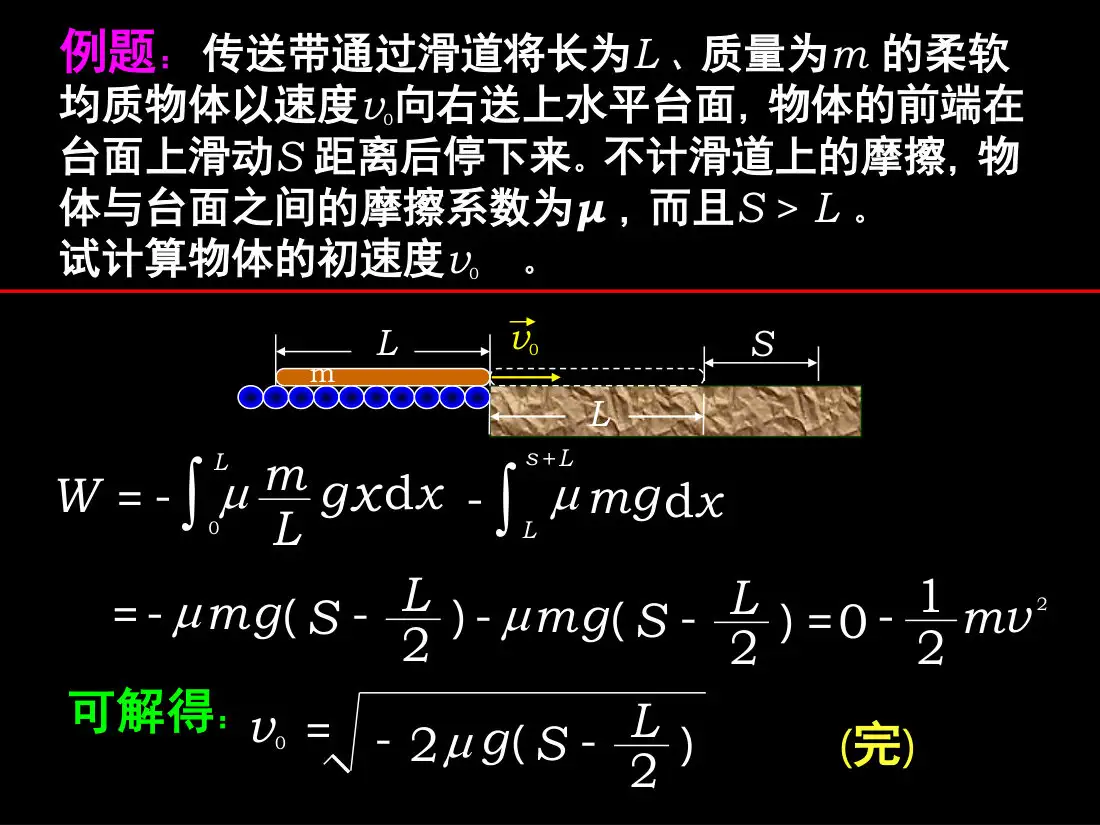 例题： 传送带通过滑道将长为L、质量为m 的柔软
均质物体以速度v₀向右送上水平台面，物体的前端在
台面上滑动S 距离后停下来。不计滑道上的摩擦，物
体与台面之间的摩擦系数为μ，而且S > L 。
试计算物体的初速度v₀ 。
L v₀ S
m
L
W = - ∫₀^L μ m/L gxdx - ∫_L^{s+L} μmgdx
= - μmg( S - L/2 ) - μmg( S - L/2 ) = 0 - 1/2 mv²
可解得： v₀ = √(- 2μg( S - L/2 )) (完)